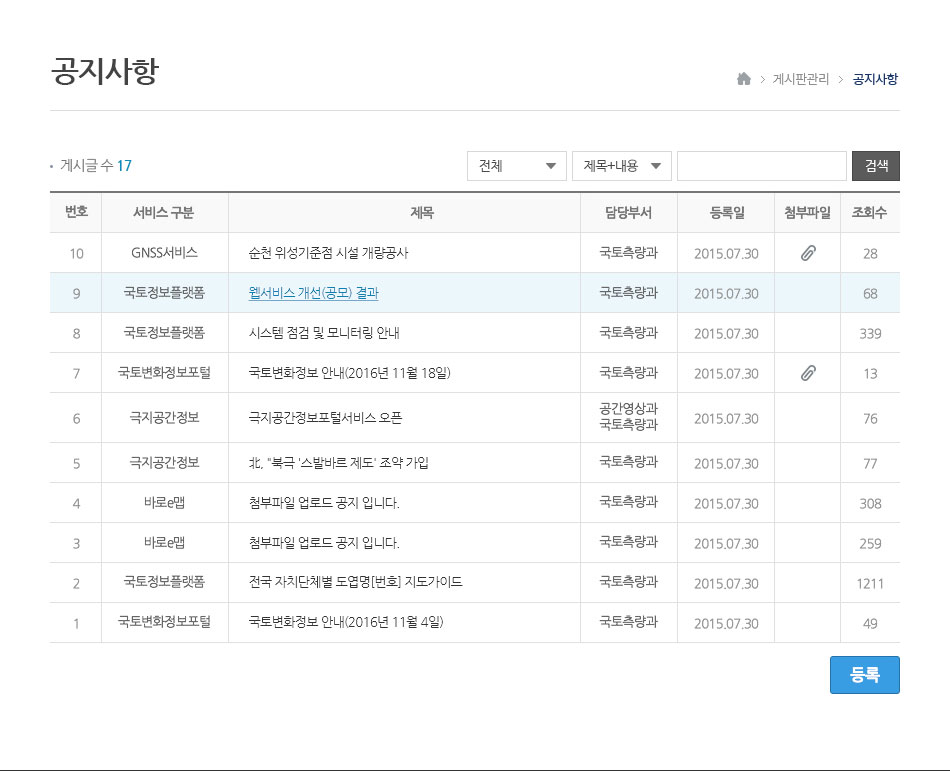 공지사항
게시판관리 > 공지사항
게시글 수 17
전체 제목+내용 검색
번호 서비스 구분 제목 담당부서 등록일 첨부파일 조회수
10 GNSS서비스 순천 위성기준점 시설 개량공사 국토측량과 2015.07.30 28
9 국토정보플랫폼 웹서비스 개선(공모) 결과 국토측량과 2015.07.30 68
8 국토정보플랫폼 시스템 점검 및 모니터링 안내 국토측량과 2015.07.30 339
7 국토변화정보포털 국토변화정보 안내(2016년 11월 18일) 국토측량과 2015.07.30 13
6 극지공간정보 극지공간정보포털서비스 오픈 공간영상과 국토측량과 2015.07.30 76
5 극지공간정보 北, "북극 '스발바르 제도' 조약 가입 국토측량과 2015.07.30 77
4 바로e맵 첨부파일 업로드 공지 입니다. 국토측량과 2015.07.30 308
3 바로e맵 첨부파일 업로드 공지 입니다. 국토측량과 2015.07.30 259
2 국토정보플랫폼 전국 자치단체별 도엽명[번호] 지도가이드 국토측량과 2015.07.30 1211
1 국토변화정보포털 국토변화정보 안내(2016년 11월 4일) 국토측량과 2015.07.30 49
등록